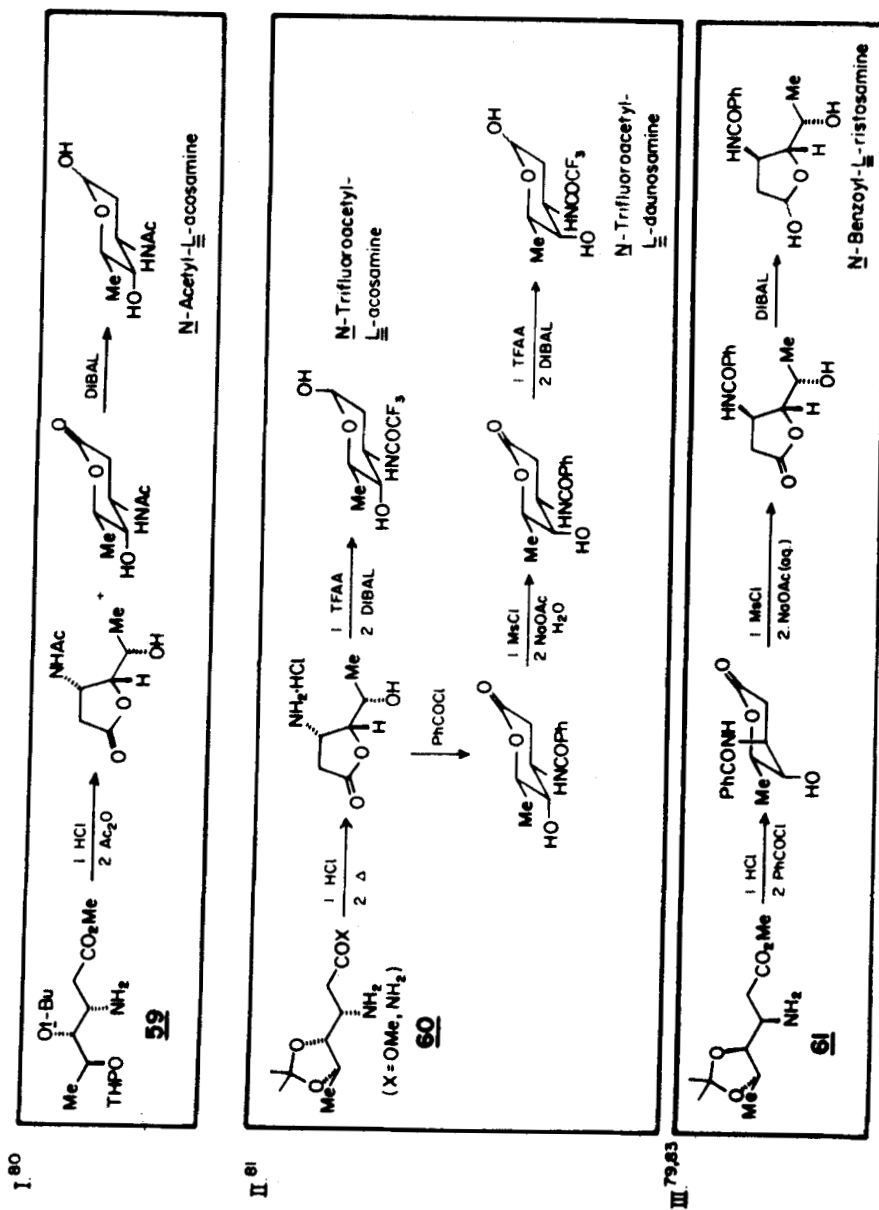 I. 80
Me
THPO
Ot-Bu
NH₂
CO₂Me
59
1 HCl
2 Ac₂O
O
O
NHAc
H
Me
OH
+
Me
HO
HNAc
O
O
DIBAL
Me
HO
HNAc
O
OH
N-Acetyl-L-acosamine
II. 81
O
O
Me
NH₂
COX
(X = OMe, NH₂)
60
1 HCl
2 Δ
O
O
NH₂·HCl
H
Me
OH
1 TFAA
2 DIBAL
Me
HO
HNCOCF₃
O
OH
N-Trifluoroacetyl-
L-acosamine
PhCOCl
Me
HO
HNCOPh
O
O
1 MsCl
2 NaOAc
H₂O
Me
HO
HNCOPh
O
O
1 TFAA
2 DIBAL
Me
HO
HNCOCF₃
O
OH
N-Trifluoroacetyl-
L-daunosamine
III. 79,83
O
O
Me
NH₂
CO₂Me
61
1 HCl
2 PhCOCl
PhCONH
Me
HO
O
O
1 MsCl
2. NaOAc (aq.)
O
O
HNCOPh
H
Me
OH
DIBAL
HO
O
HNCOPh
H
Me
OH
N-Benzoyl-L-ristosamine